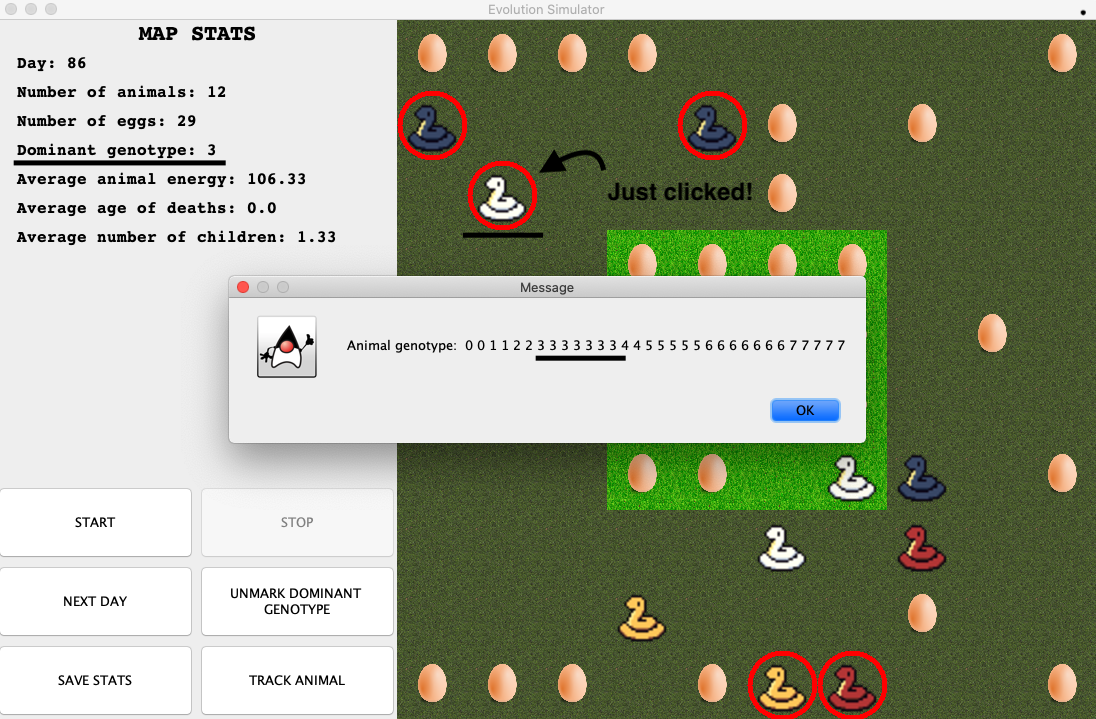 Evolution Simulator
MAP STATS
Day: 86
Number of animals: 12
Number of eggs: 29
Dominant genotype: 3
Average animal energy: 106.33
Average age of deaths: 0.0
Average number of children: 1.33
Just clicked!
Message
Animal genotype: 0 0 1 1 2 2 3 3 3 3 3 3 3 4 4 5 5 5 5 5 6 6 6 6 6 6 6 7 7 7 7 7
OK
START
STOP
NEXT DAY
UNMARK DOMINANT
GENOTYPE
SAVE STATS
TRACK ANIMAL